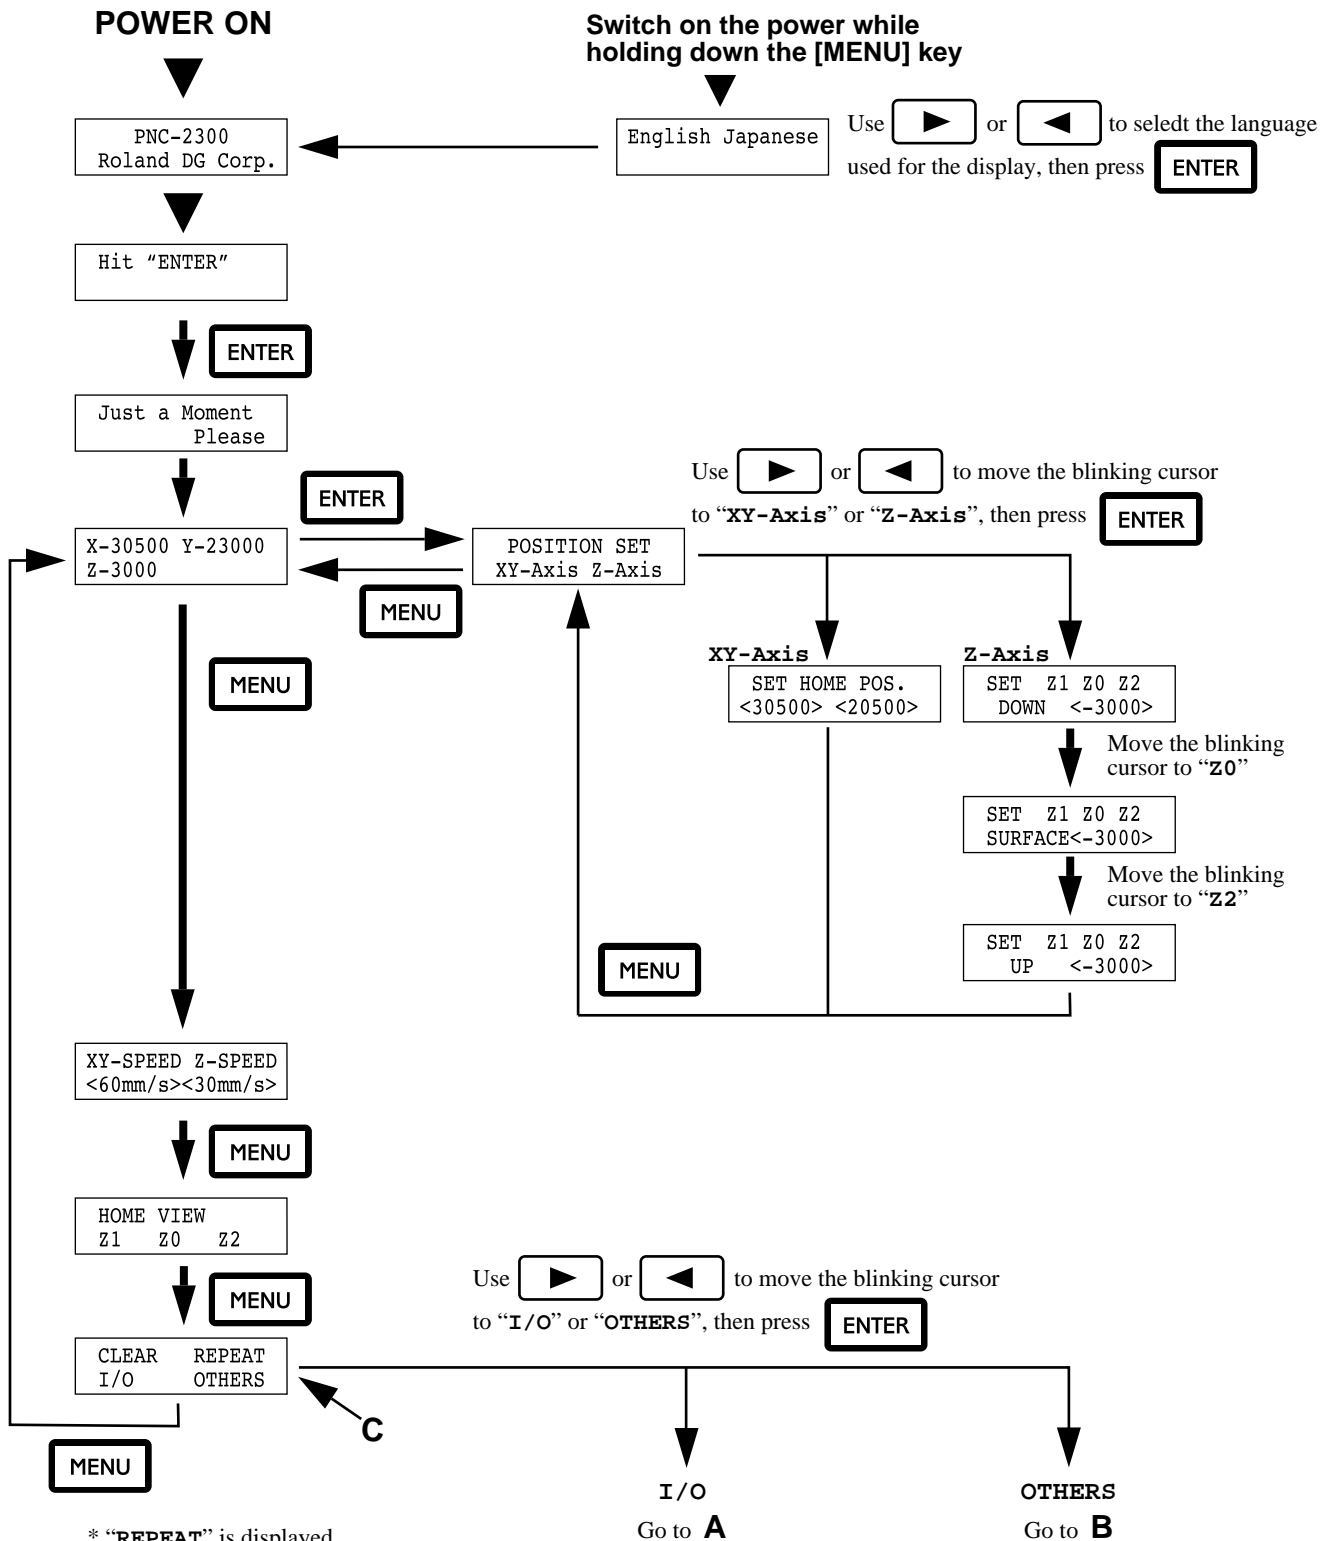 POWER ON
Switch on the power while
holding down the [MENU] key
PNC-2300
Roland DG Corp.
English Japanese
Use or to seledt the language
used for the display, then press ENTER
Hit “ENTER”
ENTER
Just a Moment
Please
ENTER
Use or to move the blinking cursor
to “XY-Axis” or “Z-Axis”, then press ENTER
X-30500 Y-23000
Z-3000
POSITION SET
XY-Axis Z-Axis
MENU
MENU
XY-Axis
SET HOME POS.
<30500> <20500>
Z-Axis
SET Z1 Z0 Z2
DOWN <-3000>
Move the blinking
cursor to “Z0”
SET Z1 Z0 Z2
SURFACE<-3000>
Move the blinking
cursor to “Z2”
SET Z1 Z0 Z2
UP <-3000>
MENU
XY-SPEED Z-SPEED
<60mm/s><30mm/s>
MENU
HOME VIEW
Z1 Z0 Z2
MENU
Use or to move the blinking cursor
to “I/O” or “OTHERS”, then press ENTER
CLEAR REPEAT
I/O OTHERS
C
MENU
I/O
Go to A
OTHERS
Go to B
* “REPEAT” is displayed